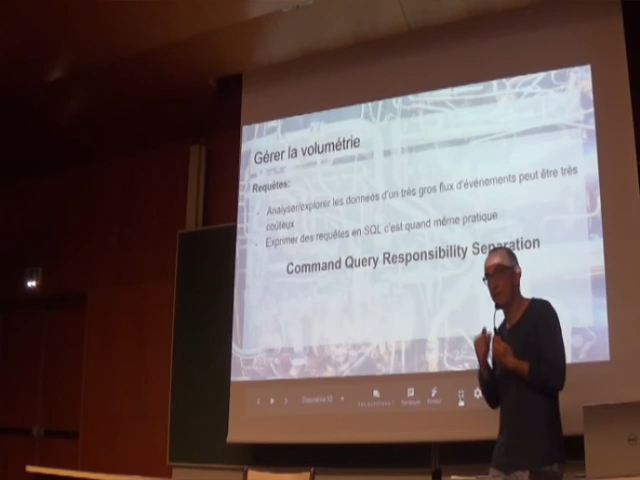 Gérer la volumétrie
Requêtes:
- Analyser/explorer les données d'un très gros flux d'événements peut être très
coûteux
- Exprimer des requêtes en SQL c'est quand même pratique
Command Query Responsibility Separation